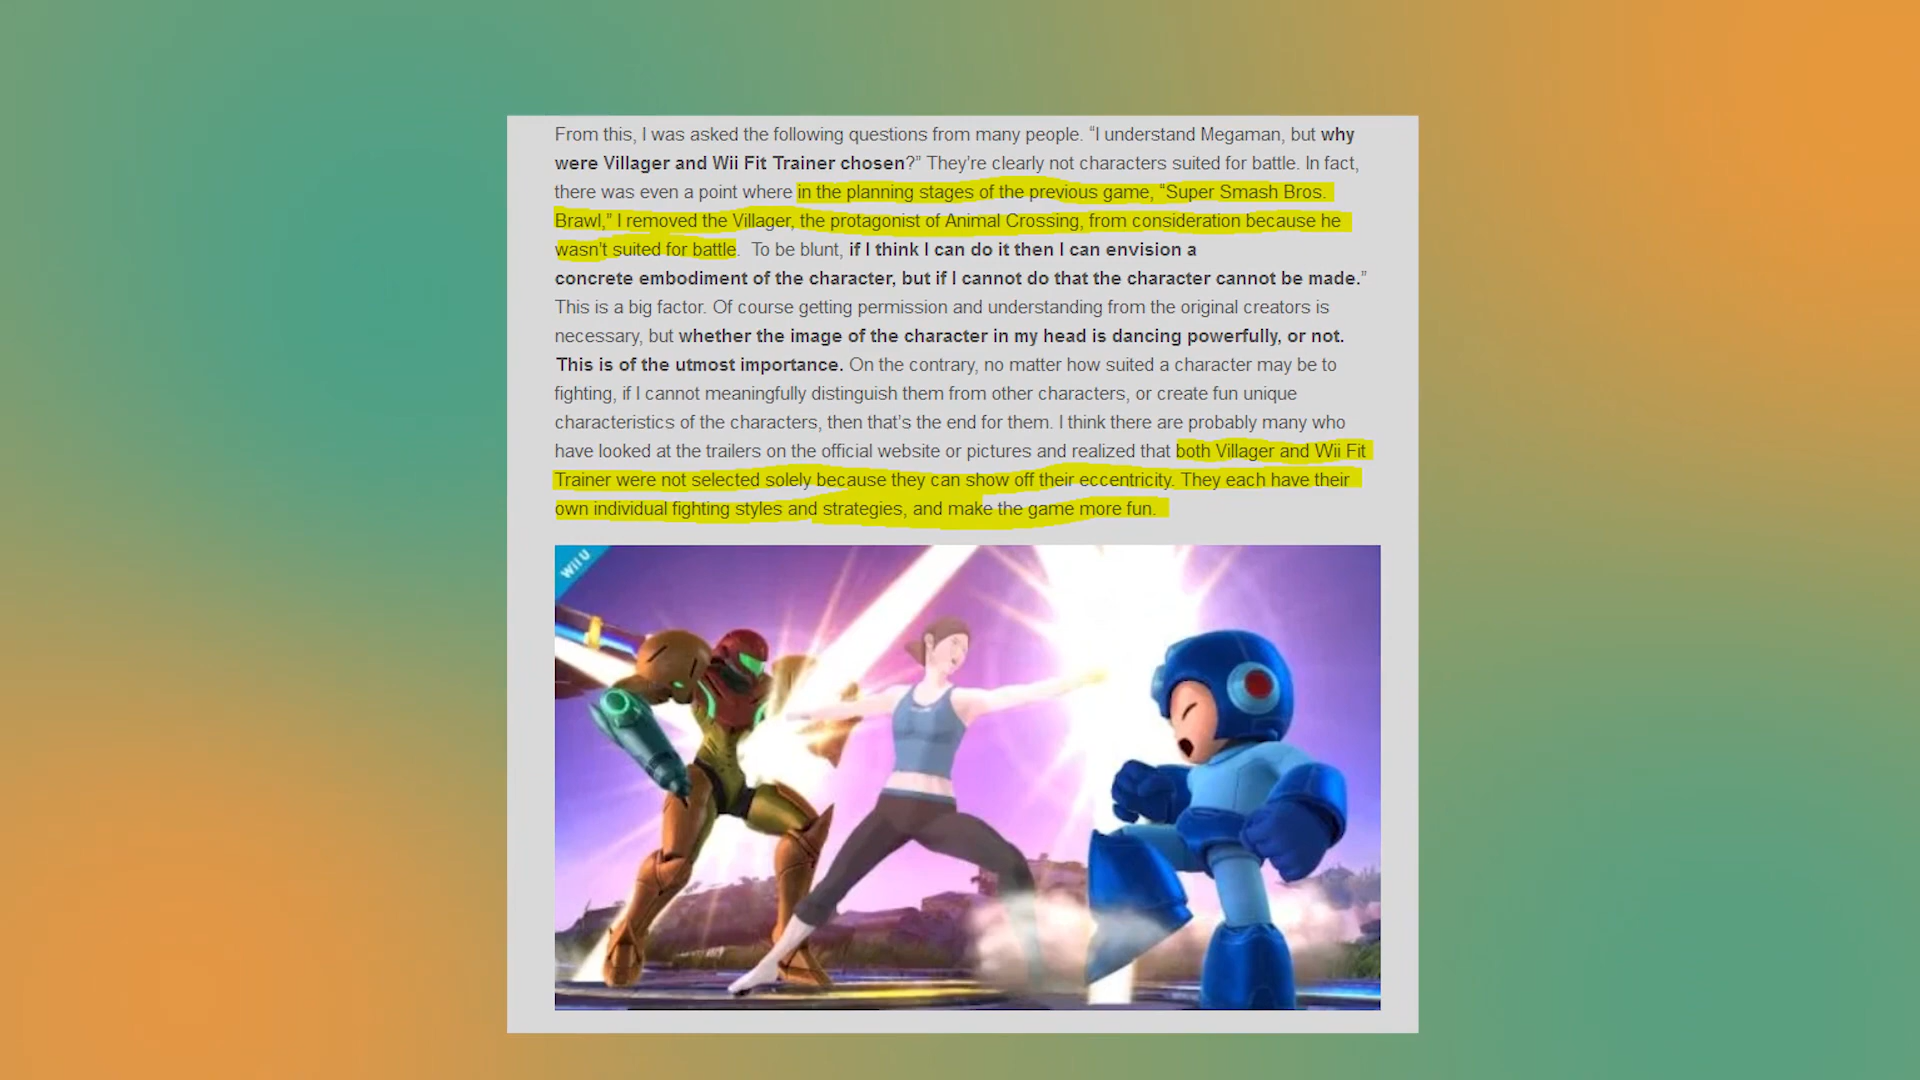 From this, I was asked the following questions from many people. “I understand Megaman, but why
were Villager and Wii Fit Trainer chosen?” They’re clearly not characters suited for battle. In fact,
there was even a point where in the planning stages of the previous game, “Super Smash Bros.
Brawl,” I removed the Villager, the protagonist of Animal Crossing, from consideration because he
wasn’t suited for battle.  To be blunt, if I think I can do it then I can envision a
concrete embodiment of the character, but if I cannot do that the character cannot be made.”
This is a big factor. Of course getting permission and understanding from the original creators is
necessary, but whether the image of the character in my head is dancing powerfully, or not.
This is of the utmost importance. On the contrary, no matter how suited a character may be to
fighting, if I cannot meaningfully distinguish them from other characters, or create fun unique
characteristics of the characters, then that’s the end for them. I think there are probably many who
have looked at the trailers on the official website or pictures and realized that both Villager and Wii Fit
Trainer were not selected solely because they can show off their eccentricity. They each have their
own individual fighting styles and strategies, and make the game more fun.
Wii U